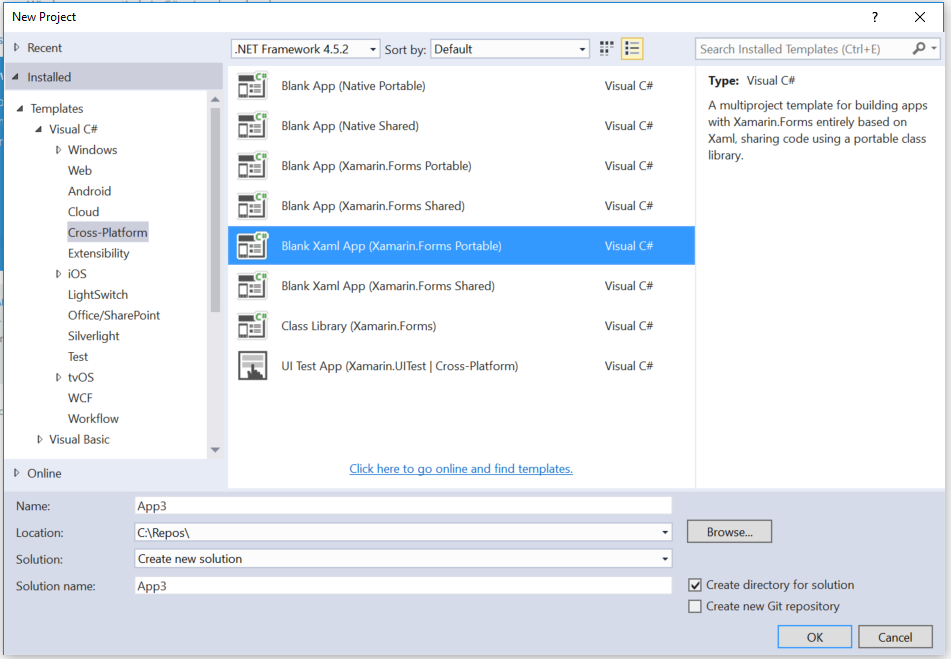 New Project
?
Recent
.NET Framework 4.5.2
Sort by:
Default
Search Installed Templates (Ctrl+E)
Installed
Templates
Visual C#
Windows
Web
Android
Cloud
Cross-Platform
Extensibility
iOS
LightSwitch
Office/SharePoint
Silverlight
Test
tvOS
WCF
Workflow
Visual Basic
Online
Blank App (Native Portable) Visual C#
Blank App (Native Shared) Visual C#
Blank App (Xamarin.Forms Portable) Visual C#
Blank App (Xamarin.Forms Shared) Visual C#
Blank Xaml App (Xamarin.Forms Portable) Visual C#
Blank Xaml App (Xamarin.Forms Shared) Visual C#
Class Library (Xamarin.Forms) Visual C#
UI Test App (Xamarin.UITest | Cross-Platform) Visual C#
Click here to go online and find templates.
Type: Visual C#
A multiproject template for building apps
with Xamarin.Forms entirely based on
Xaml, sharing code using a portable class
library.
Name: App3
Location: C:\Repos\
Browse...
Solution: Create new solution
Solution name: App3
Create directory for solution
Create new Git repository
OK
Cancel